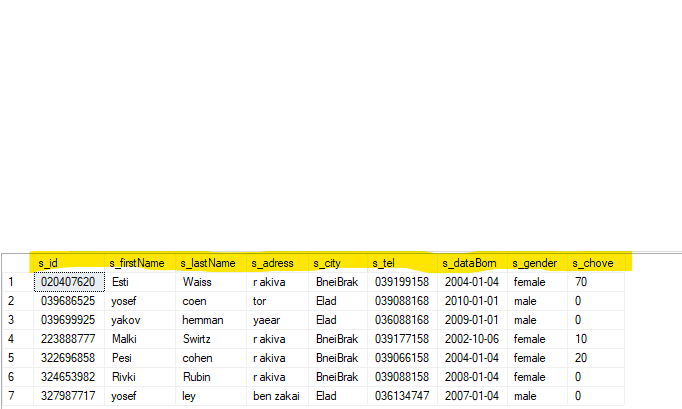 s_id s_firstName s_lastName s_adress s_city s_tel s_dataBorn s_gender s_chove
1 020407620 Esti Waiss r akiva BneiBrak 039199158 2004-01-04 female 70
2 039686525 yosef coen tor Elad 039088168 2010-01-01 male 0
3 039699925 yakov herrman yaear Elad 036088168 2009-01-01 male 0
4 223888777 Malki Swirtz r akiva BneiBrak 039177158 2002-10-06 female 10
5 322696858 Pesi cohen r akiva BneiBrak 039066158 2004-01-04 female 20
6 324653982 Rivki Rubin r akiva BneiBrak 039088158 2008-01-04 female 0
7 327987717 yosef ley ben zakai Elad 036134747 2007-01-04 male 0